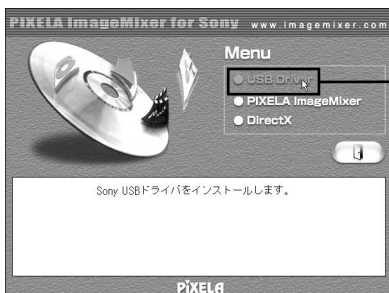 PIXELA ImageMixer for Sony www.imagemixer.com
Menu
USB Driver
PIXELA ImageMixer
DirectX
Sony USBドライバをインストールします。
PIXELA